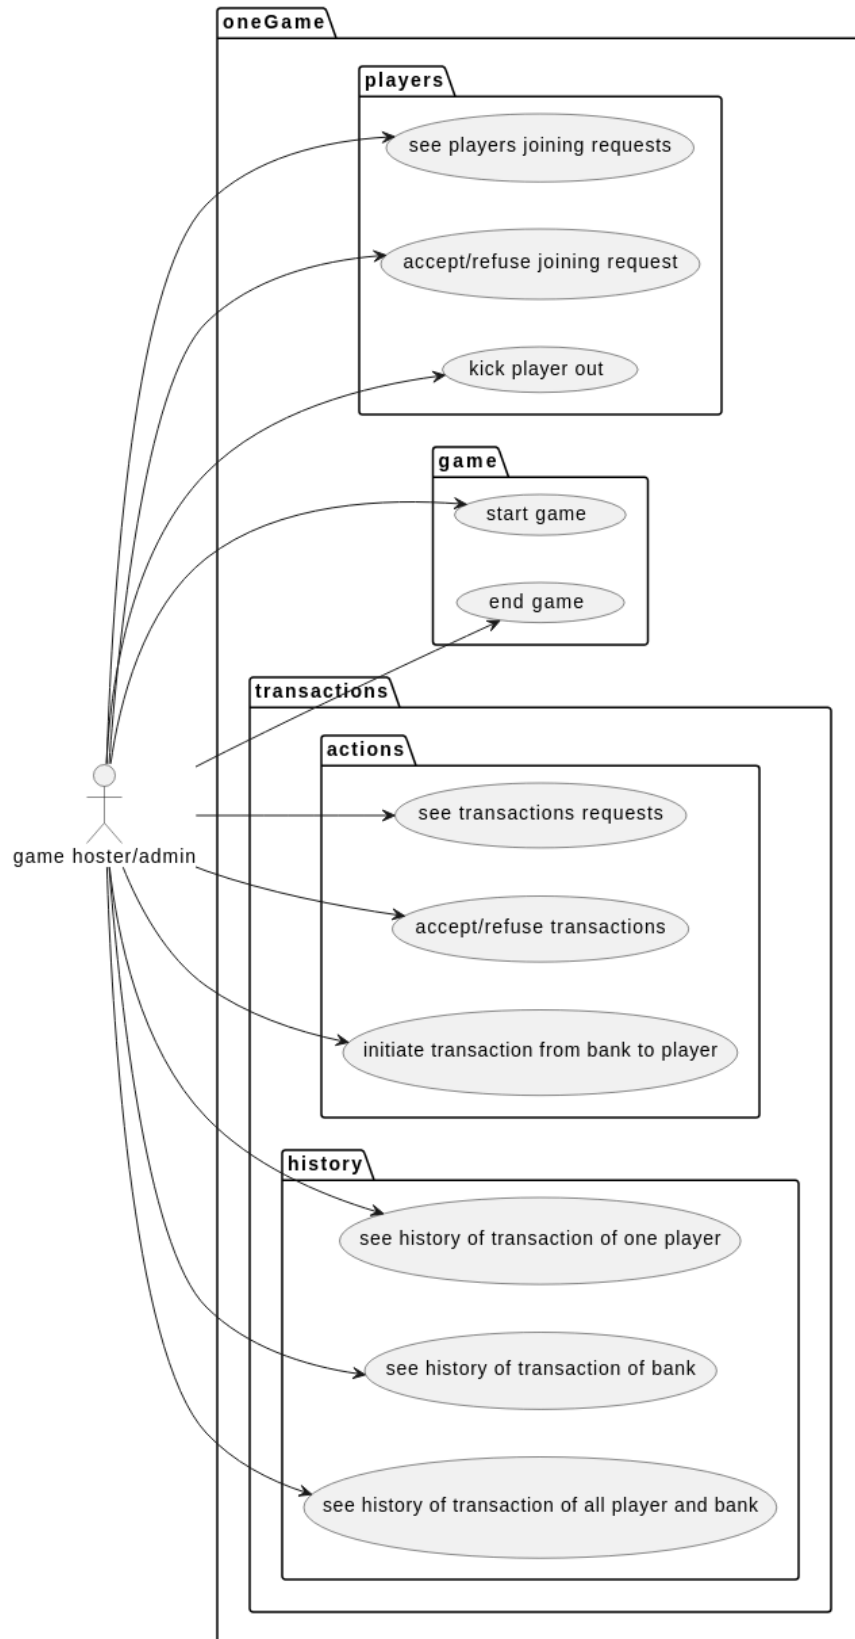 oneGame
players
see players joining requests
accept/refuse joining request
kick player out
game
start game
end game
transactions
actions
see transactions requests
game hoster/admin
accept/refuse transactions
initiate transaction from bank to player
history
see history of transaction of one player
see history of transaction of bank
see history of transaction of all player and bank